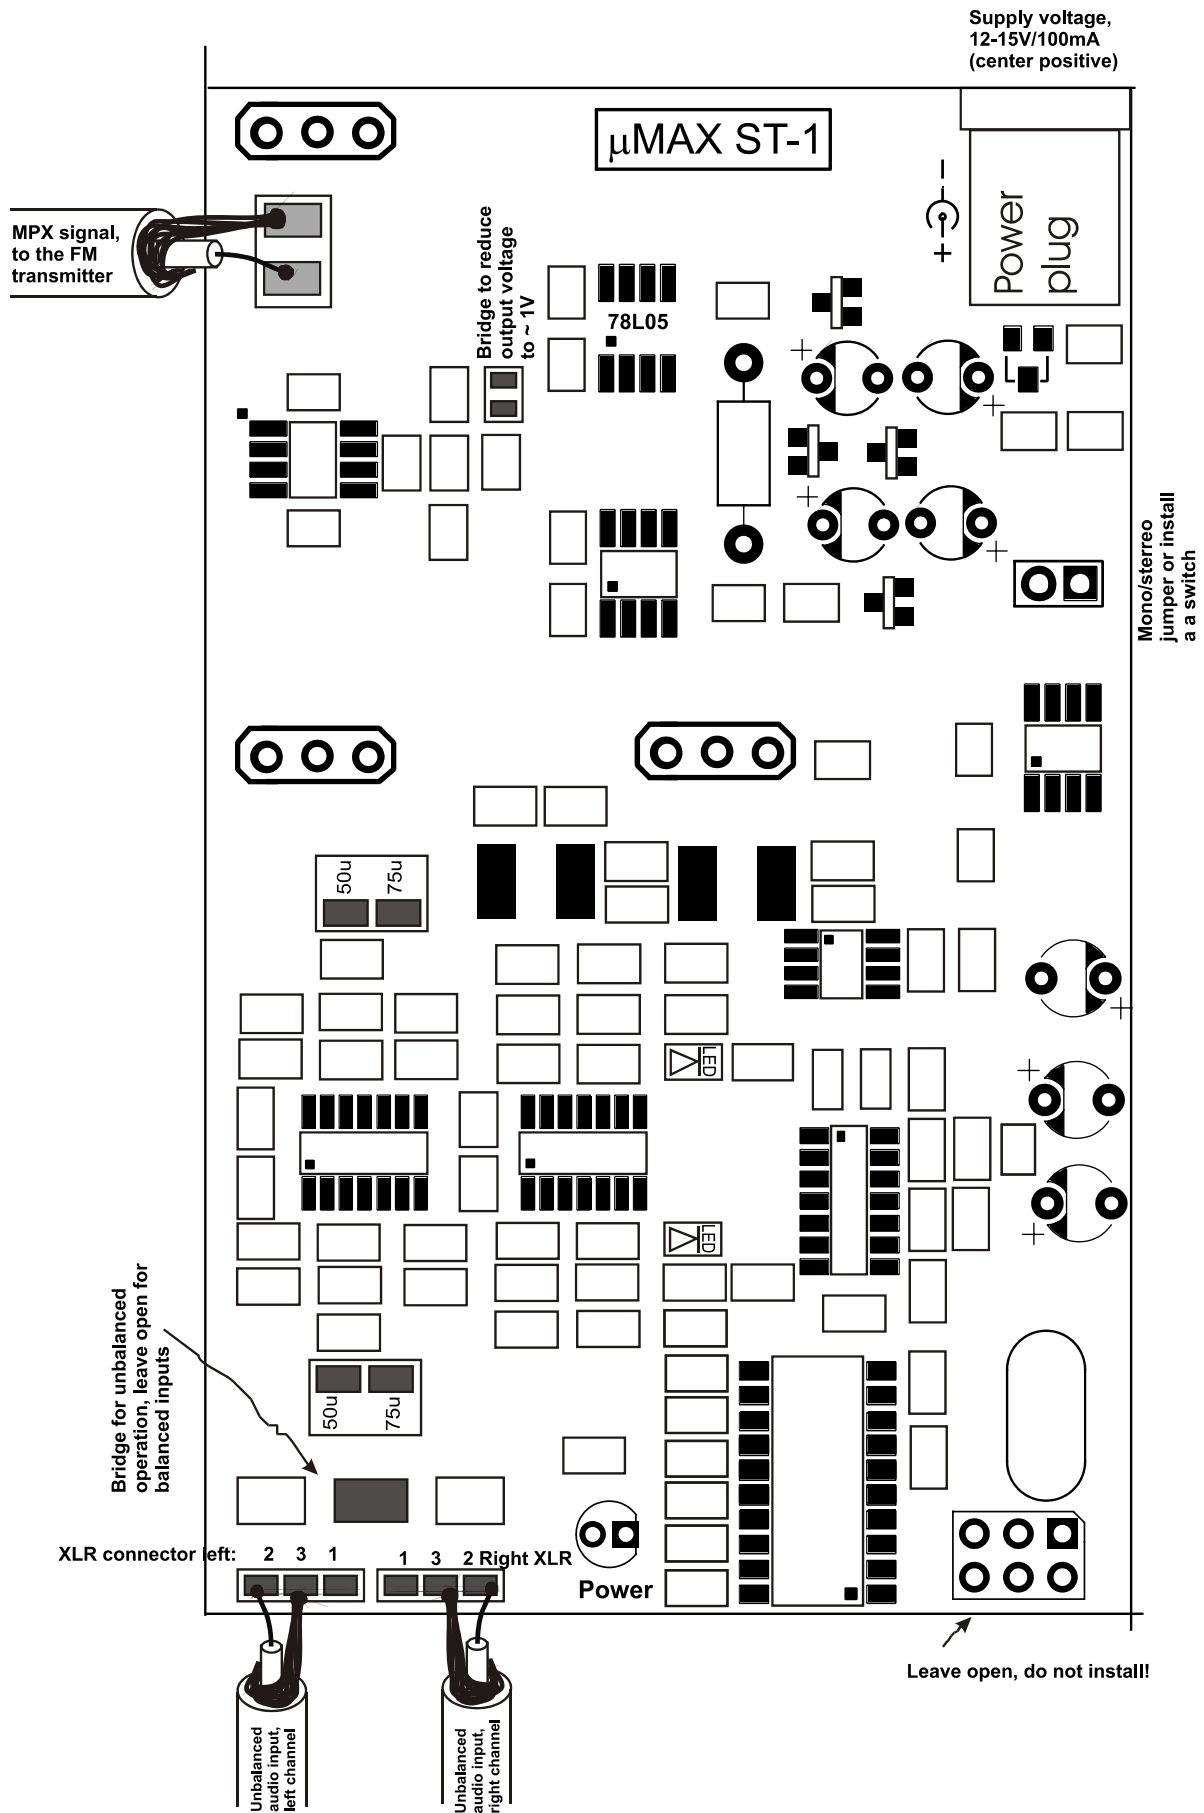 Supply voltage,
12-15V/100mA
(center positive)
µMAX ST-1
MPX signal,
to the FM
transmitter
Bridge to reduce
output voltage
to ~ 1V
78L05
− +
Power
plug
+
+
+
+
Mono/sterreo
jumper or install
a a switch
50u
75u
+
LED
+
LED
+
Bridge for unbalanced
operation, leave open for
balanced inputs
50u
75u
XLR connector left: 2 3 1
1 3 2 Right XLR
Power
Leave open, do not install!
Unbalanced
audio input,
left channel
Unbalanced
audio input,
right channel